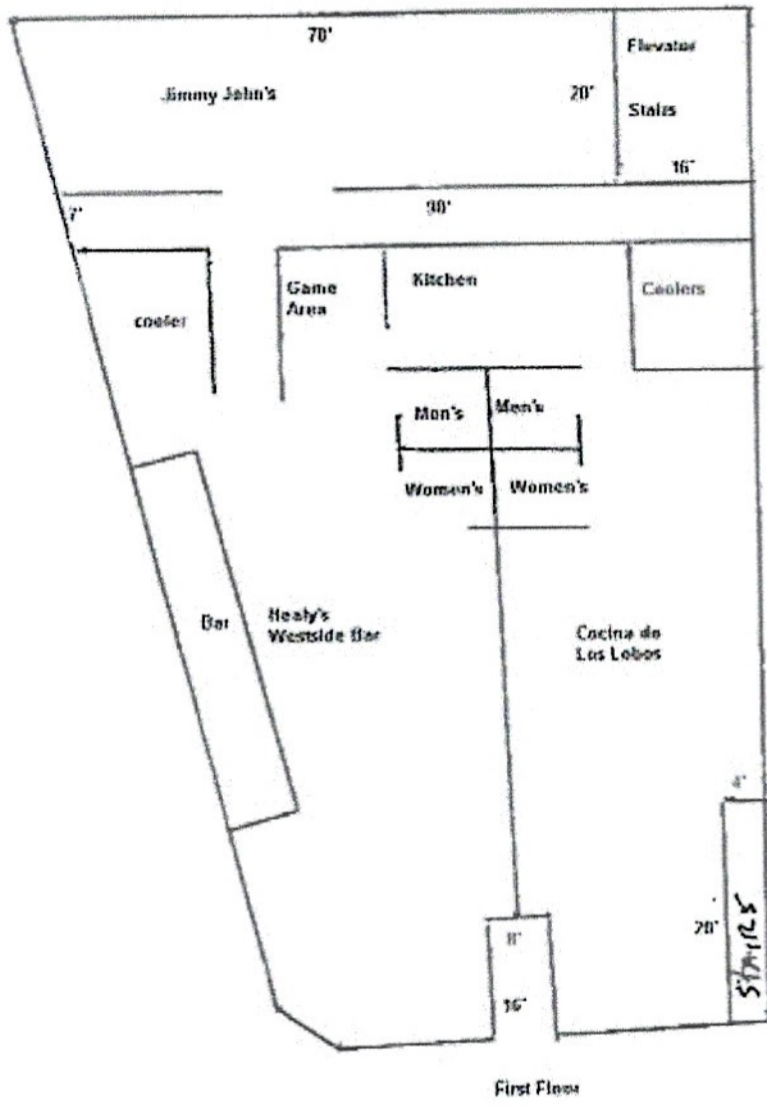 70'
Elevator
Jimmy John's
20'
Stairs
16'
7'
Game
Area
Kitchen
Coolers
cooler
Men's
Men's
Women's
Women's
Bar
Healy's
Westside Bar
Cocina de
Los Lobos
4'
20'
STAIRS
8'
16'
First Floor